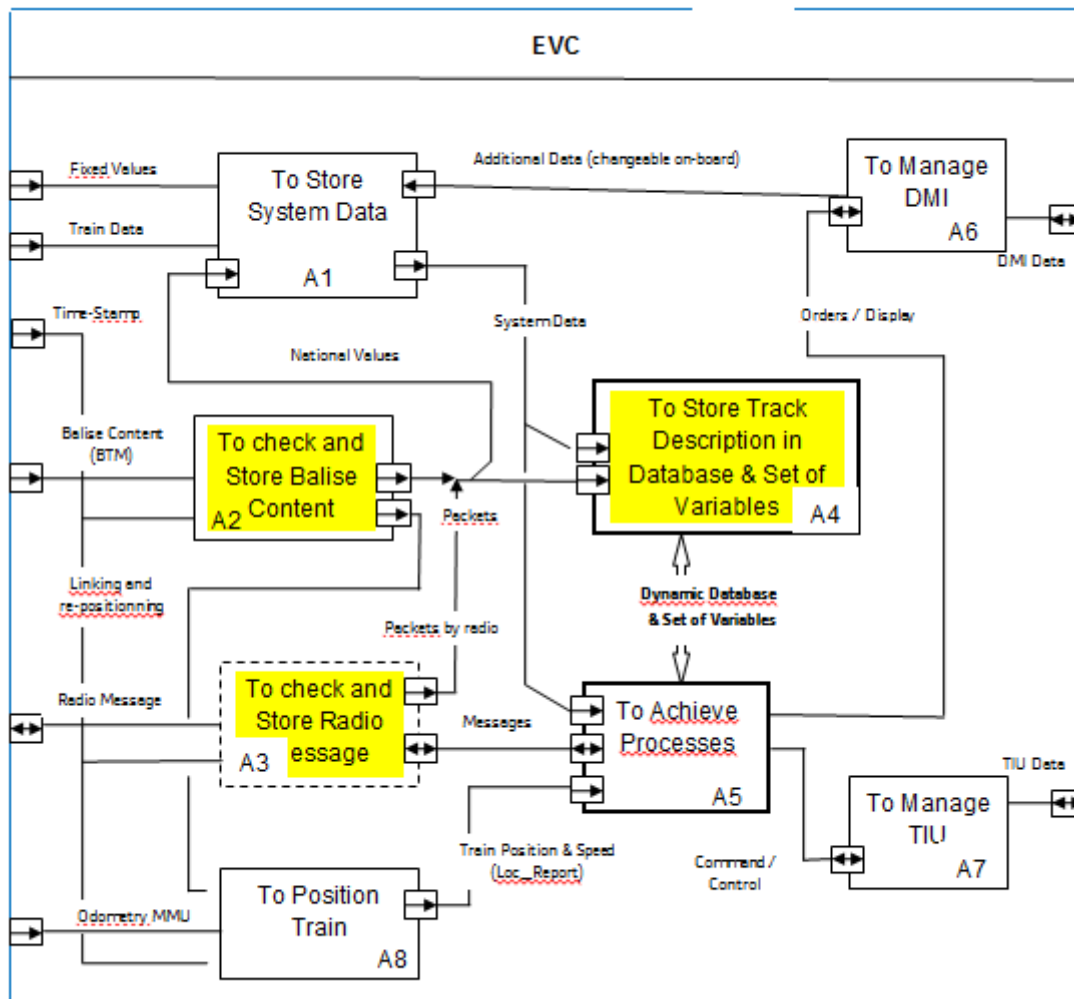 EVC
Fixed Values
Train Data
Time-Stamp
To Store
System Data
A1
Additional Data (changeable on-board)
To Manage
DMI
A6
DMI Data
System Data
Orders / Display
National Values
Balise Content
(BTM)
To check and
Store Balise
Content
A2
Packets
To Store Track
Description in
Database & Set of
Variables
A4
Linking and
re-positionning
Packets by radio
Dynamic Database
& Set of Variables
Radio Message
To check and
Store Radio
essage
A3
Messages
To Achieve
Processes
A5
TIU Data
To Manage
TIU
A7
Train Position & Speed
(Loc_Report)
Command /
Control
Odometry MMU
To Position
Train
A8